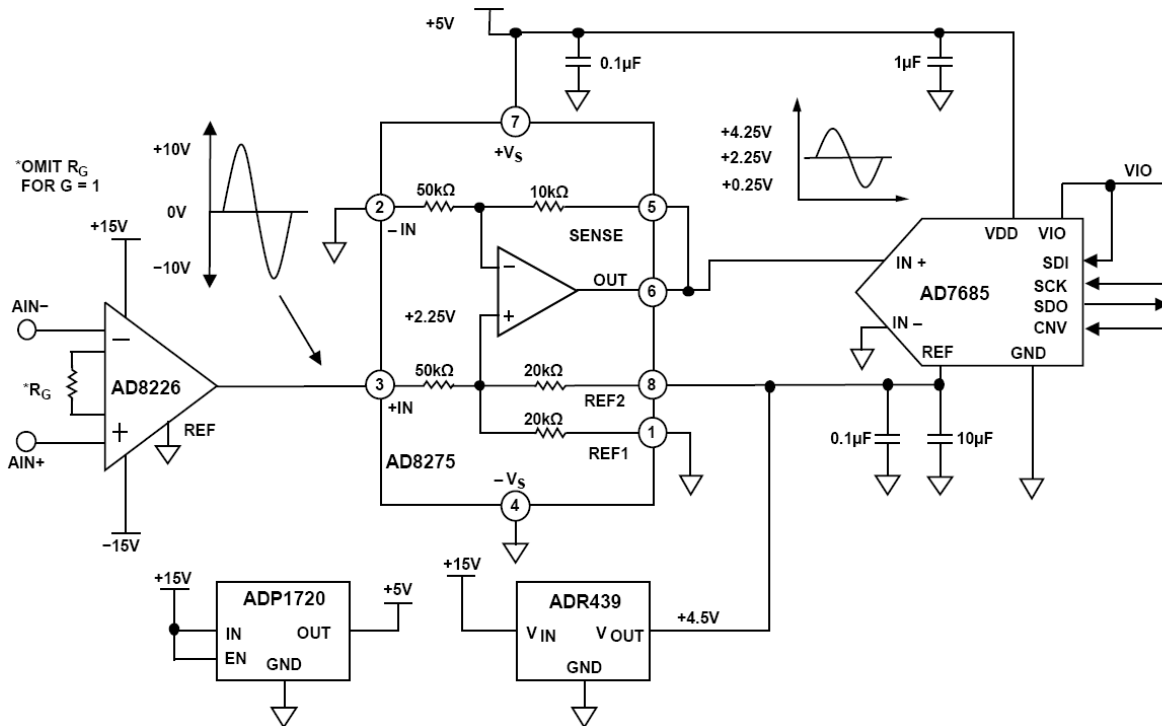 +5V
0.1µF
1µF
*OMIT RG
FOR G = 1
+10V
0V
−10V
+15V
AIN−
*RG
AIN+
−
AD8226
+
REF
−15V
7
+VS
2
−IN
50kΩ
10kΩ
5
SENSE
−
+
OUT
6
+2.25V
3
+IN
50kΩ
20kΩ
8
REF2
20kΩ
1
REF1
AD8275
−VS
4
+4.25V
+2.25V
+0.25V
VIO
VDD
VIO
IN +
SDI
AD7685
SCK
SDO
IN −
CNV
REF
GND
0.1µF
10µF
+15V
ADP1720
+5V
IN
OUT
EN
GND
+15V
ADR439
VIN
VOUT
+4.5V
GND